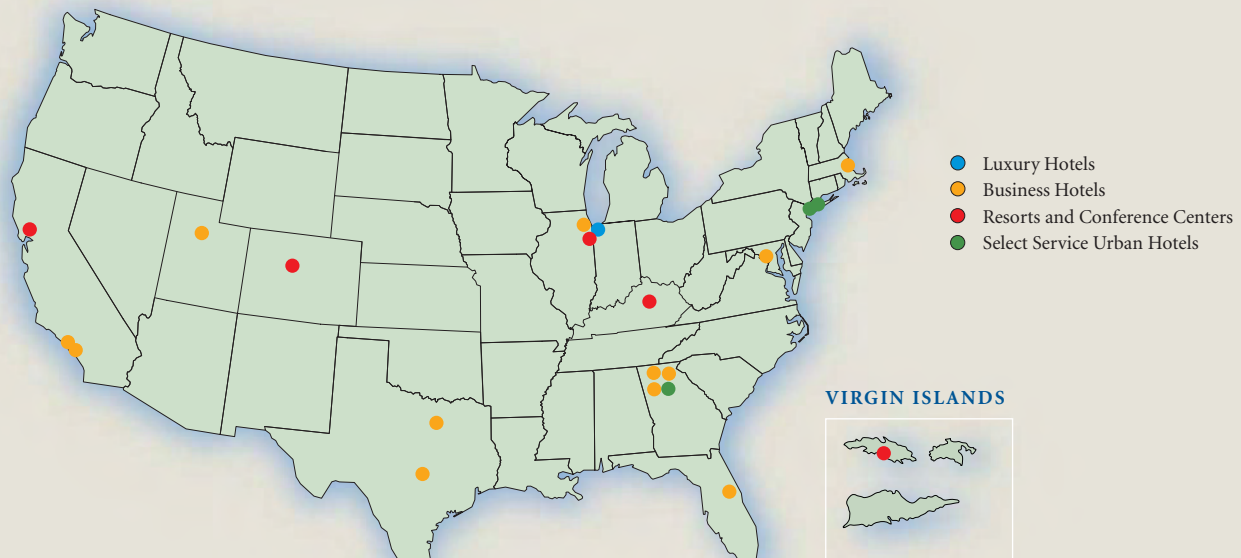 Luxury Hotels
Business Hotels
Resorts and Conference Centers
Select Service Urban Hotels
VIRGIN ISLANDS